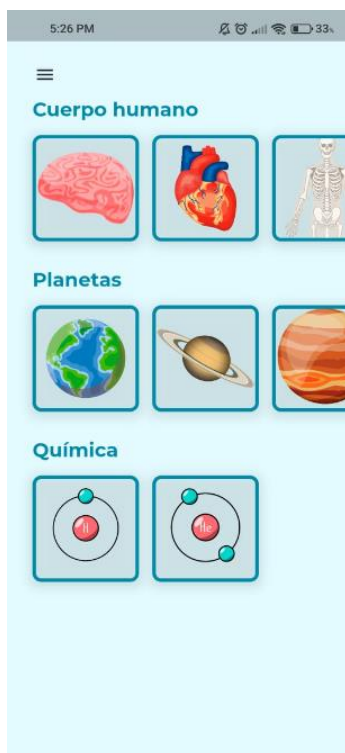 5:26 PM 33%
Cuerpo humano
Planetas
Química
H He